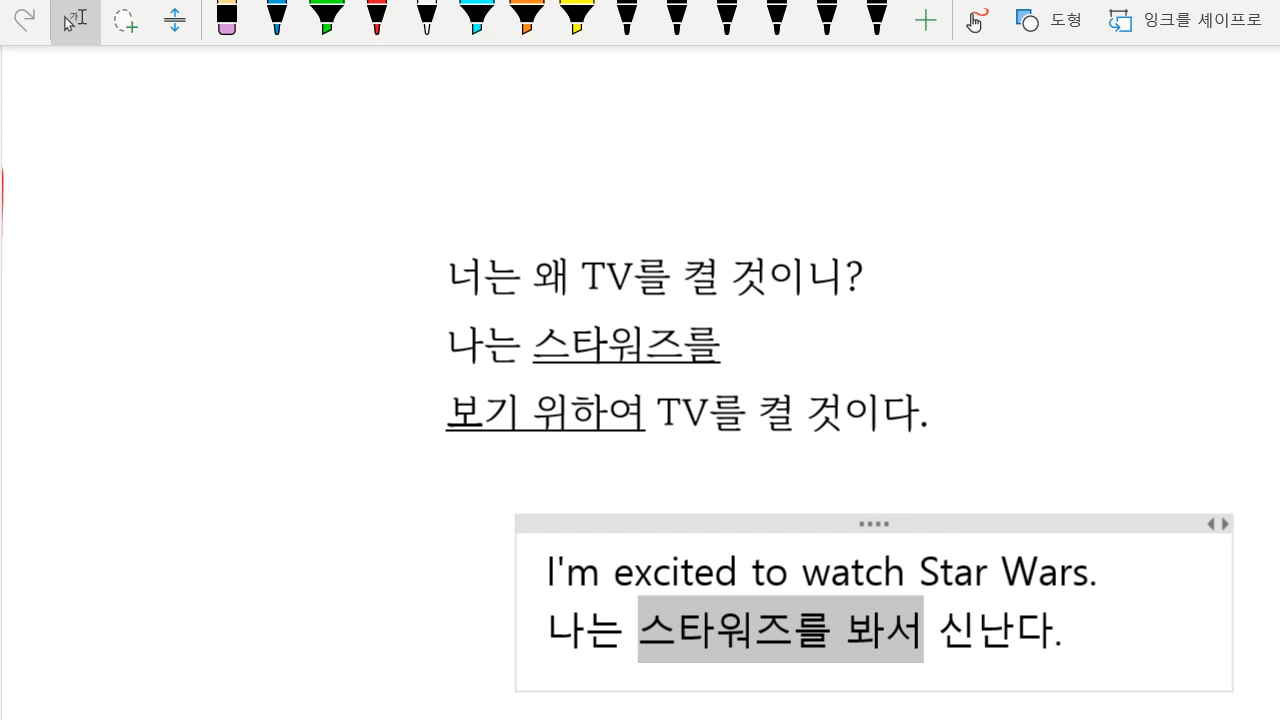 도형
잉크를 셰이프로
너는 왜 TV를 켤 것이니?
나는 스타워즈를
보기 위하여 TV를 켤 것이다.
I'm excited to watch Star Wars.
나는 스타워즈를 봐서 신난다.